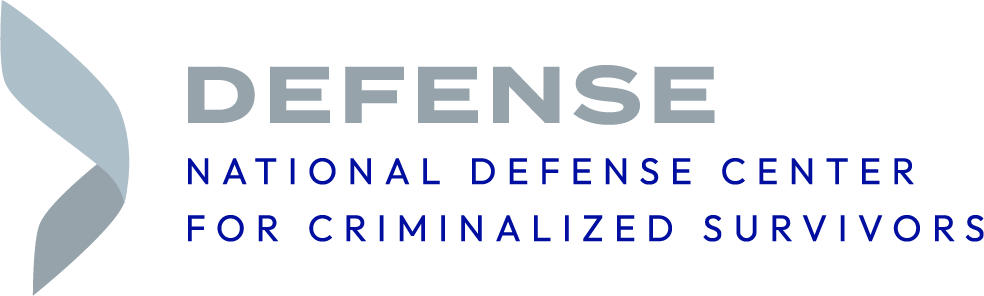 DEFENSE
NATIONAL DEFENSE CENTER
FOR CRIMINALIZED SURVIVORS